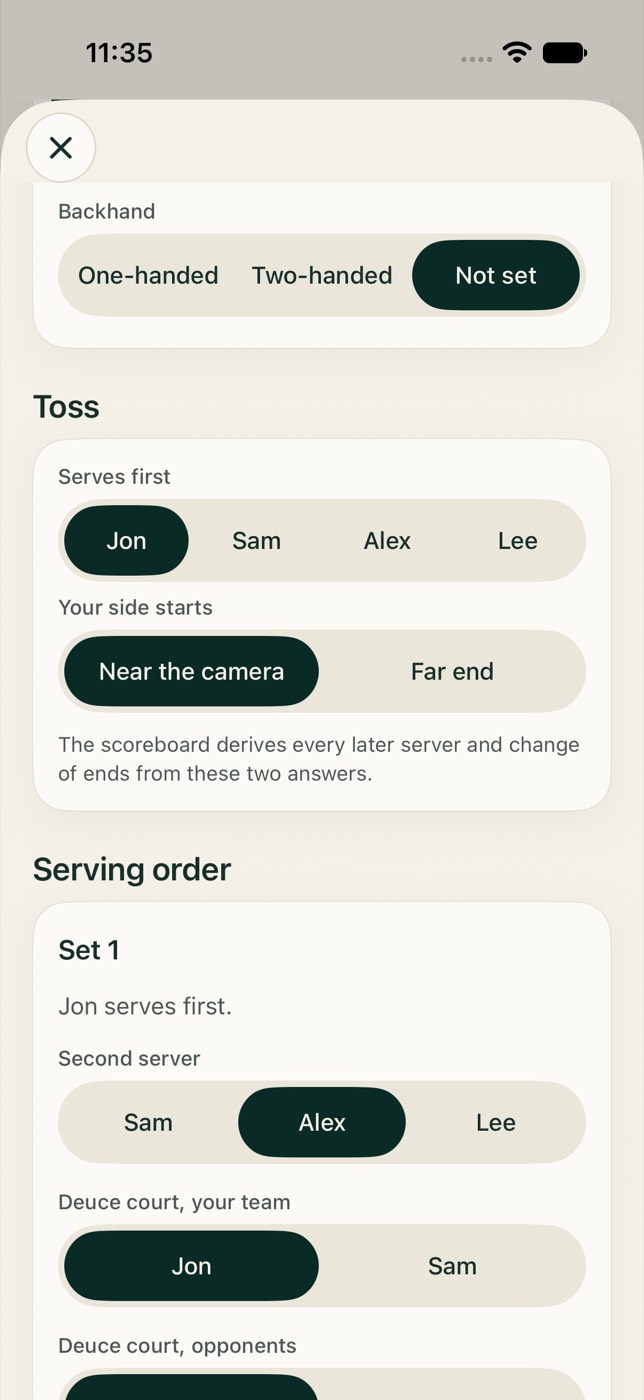 11:35
Backhand
One-handed Two-handed Not set
Toss
Serves first
Jon Sam Alex Lee
Your side starts
Near the camera Far end
The scoreboard derives every later server and change
of ends from these two answers.
Serving order
Set 1
Jon serves first.
Second server
Sam Alex Lee
Deuce court, your team
Jon Sam
Deuce court, opponents